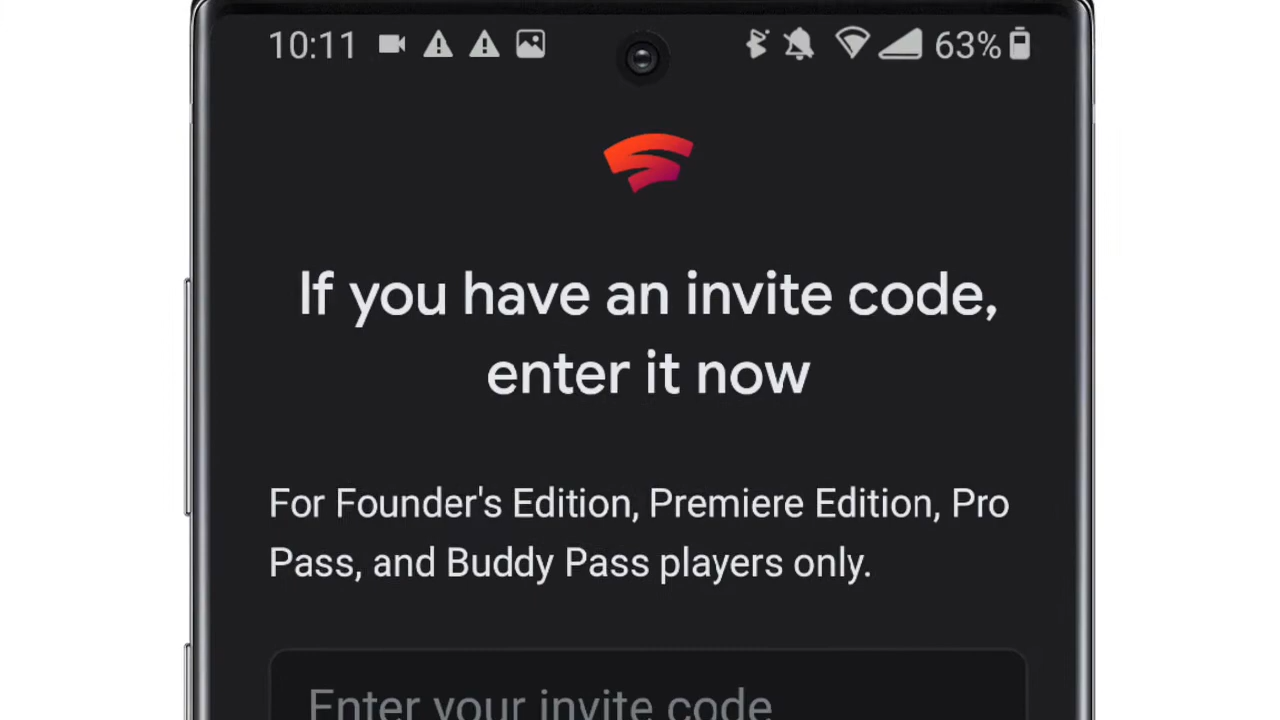 10:11 63%
If you have an invite code,
enter it now
For Founder's Edition, Premiere Edition, Pro
Pass, and Buddy Pass players only.
Enter your invite code